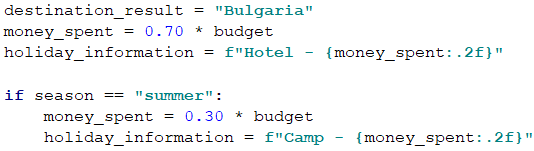 destination_result = "Bulgaria"
money_spent = 0.70 * budget
holiday_information = f"Hotel - {money_spent:.2f}"

if season == "summer":
    money_spent = 0.30 * budget
    holiday_information = f"Camp - {money_spent:.2f}"